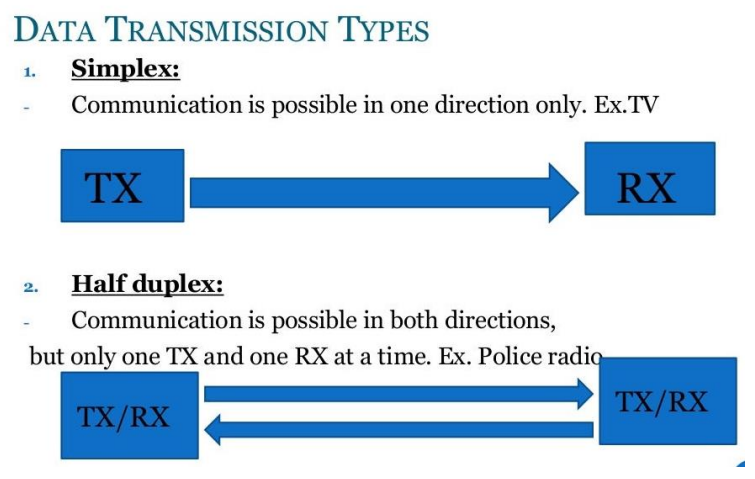 DATA TRANSMISSION TYPES
1. Simplex:
- Communication is possible in one direction only. Ex.TV
TX RX
2. Half duplex:
- Communication is possible in both directions,
but only one TX and one RX at a time. Ex. Police radio
TX/RX TX/RX